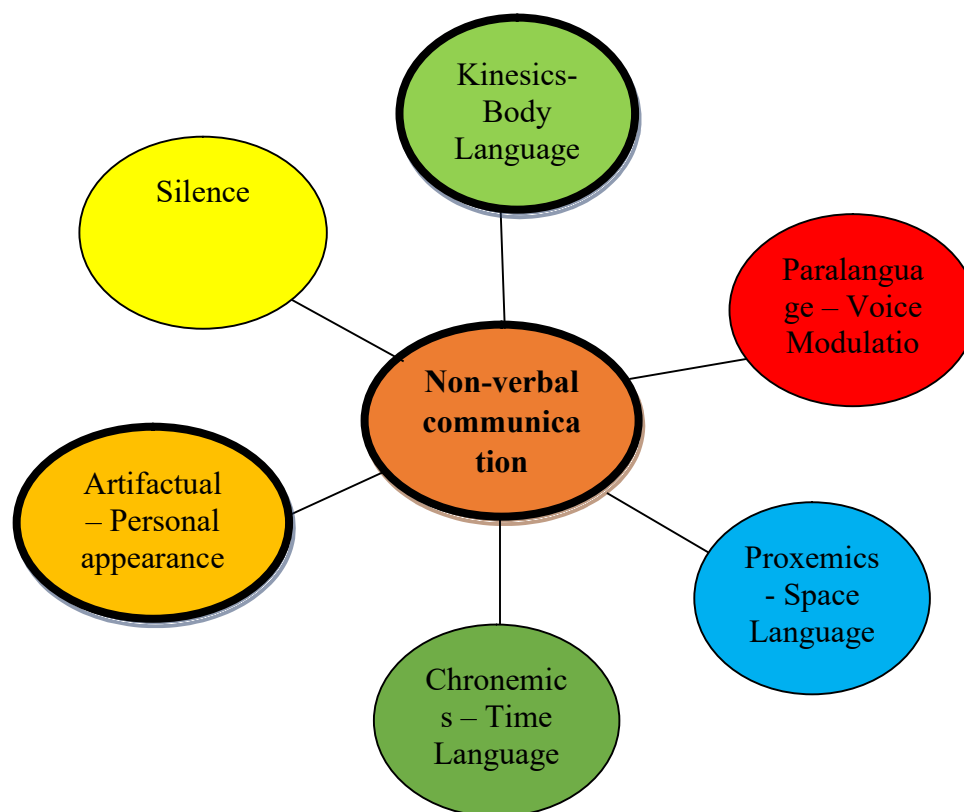 Kinesics-
Body
Language
Silence
Paralangua
ge – Voice
Modulatio
Non-verbal
communica
tion
Artifactual
– Personal
appearance
Proxemics
- Space
Language
Chronemic
s – Time
Language